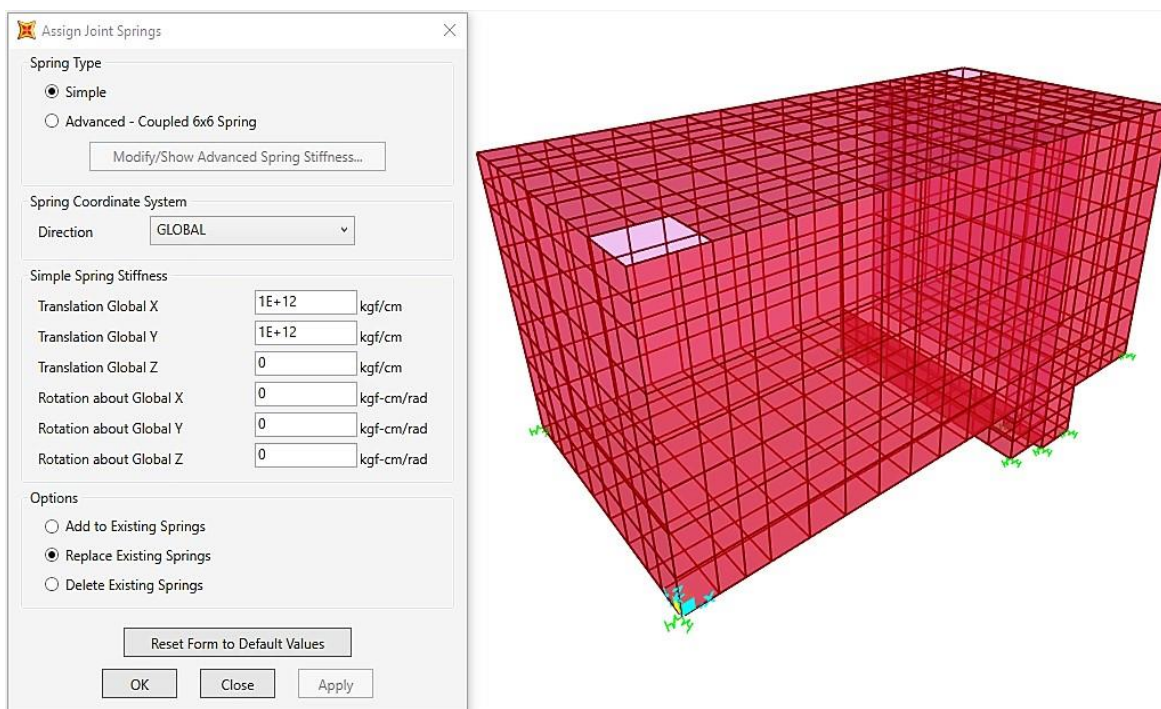 Assign Joint Springs
Spring Type
Simple
Advanced - Coupled 6x6 Spring
Modify/Show Advanced Spring Stiffness...
Spring Coordinate System
Direction GLOBAL
Simple Spring Stiffness
Translation Global X 1E+12 kgf/cm
Translation Global Y 1E+12 kgf/cm
Translation Global Z 0 kgf/cm
Rotation about Global X 0 kgf-cm/rad
Rotation about Global Y 0 kgf-cm/rad
Rotation about Global Z 0 kgf-cm/rad
Options
Add to Existing Springs
Replace Existing Springs
Delete Existing Springs
Reset Form to Default Values
OK Close Apply